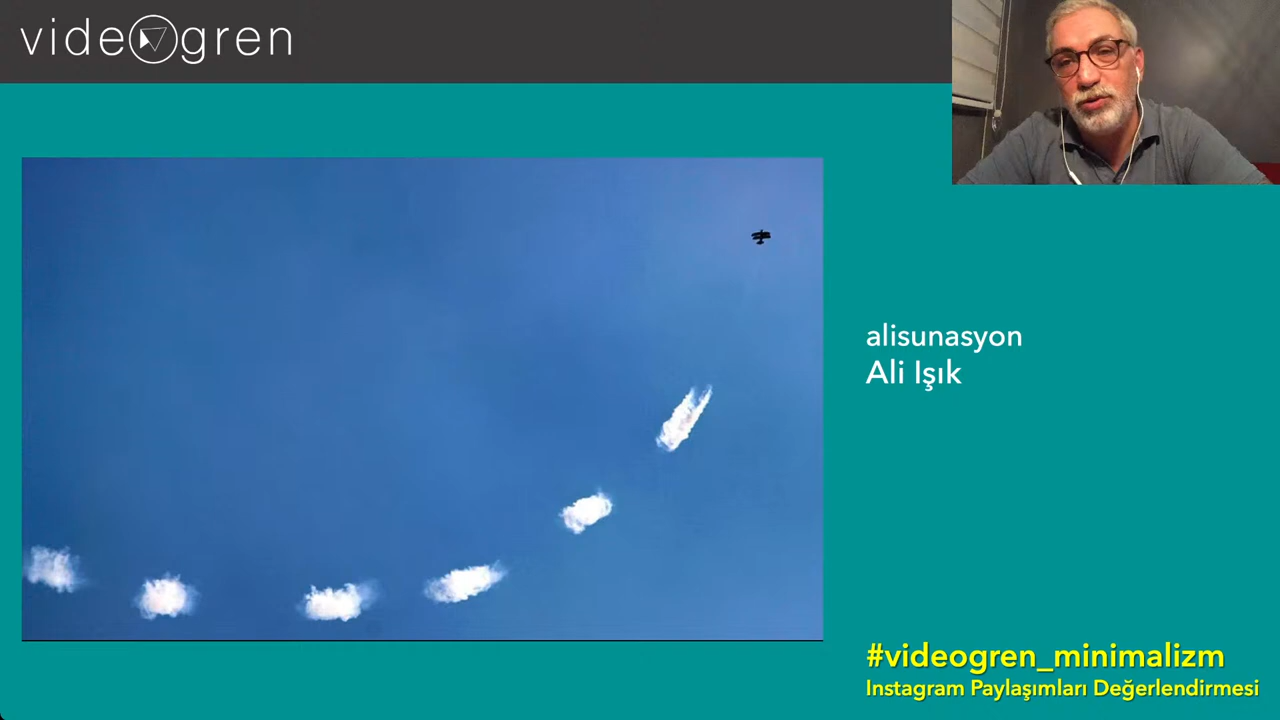 videogren
alisunasyon
Ali Işık
#videogren_minimalizm
Instagram Paylaşımları Değerlendirmesi